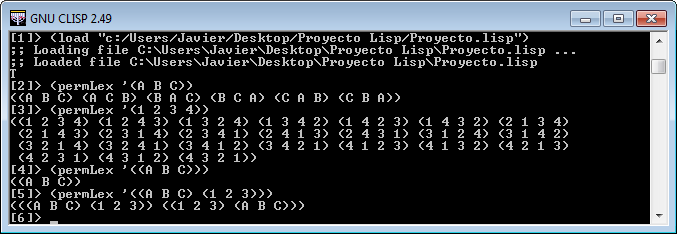 GNU CLISP 2.49
[1]> (load "c:/Users/Javier/Desktop/Proyecto Lisp/Proyecto.lisp")
;; Loading file C:\Users\Javier\Desktop\Proyecto Lisp\Proyecto.lisp ...
;; Loaded file C:\Users\Javier\Desktop\Proyecto Lisp\Proyecto.lisp
T
[2]> (permLex '(A B C))
((A B C) (A C B) (B A C) (B C A) (C A B) (C B A))
[3]> (permLex '(1 2 3 4))
((1 2 3 4) (1 2 4 3) (1 3 2 4) (1 3 4 2) (1 4 2 3) (1 4 3 2) (2 1 3 4)
(2 1 4 3) (2 3 1 4) (2 3 4 1) (2 4 1 3) (2 4 3 1) (3 1 2 4) (3 1 4 2)
(3 2 1 4) (3 2 4 1) (3 4 1 2) (3 4 2 1) (4 1 2 3) (4 1 3 2) (4 2 1 3)
(4 2 3 1) (4 3 1 2) (4 3 2 1))
[4]> (permLex '((A B C)))
((A B C))
[5]> (permLex '((A B C) (1 2 3)))
(((A B C) (1 2 3)) ((1 2 3) (A B C)))
[6]> _